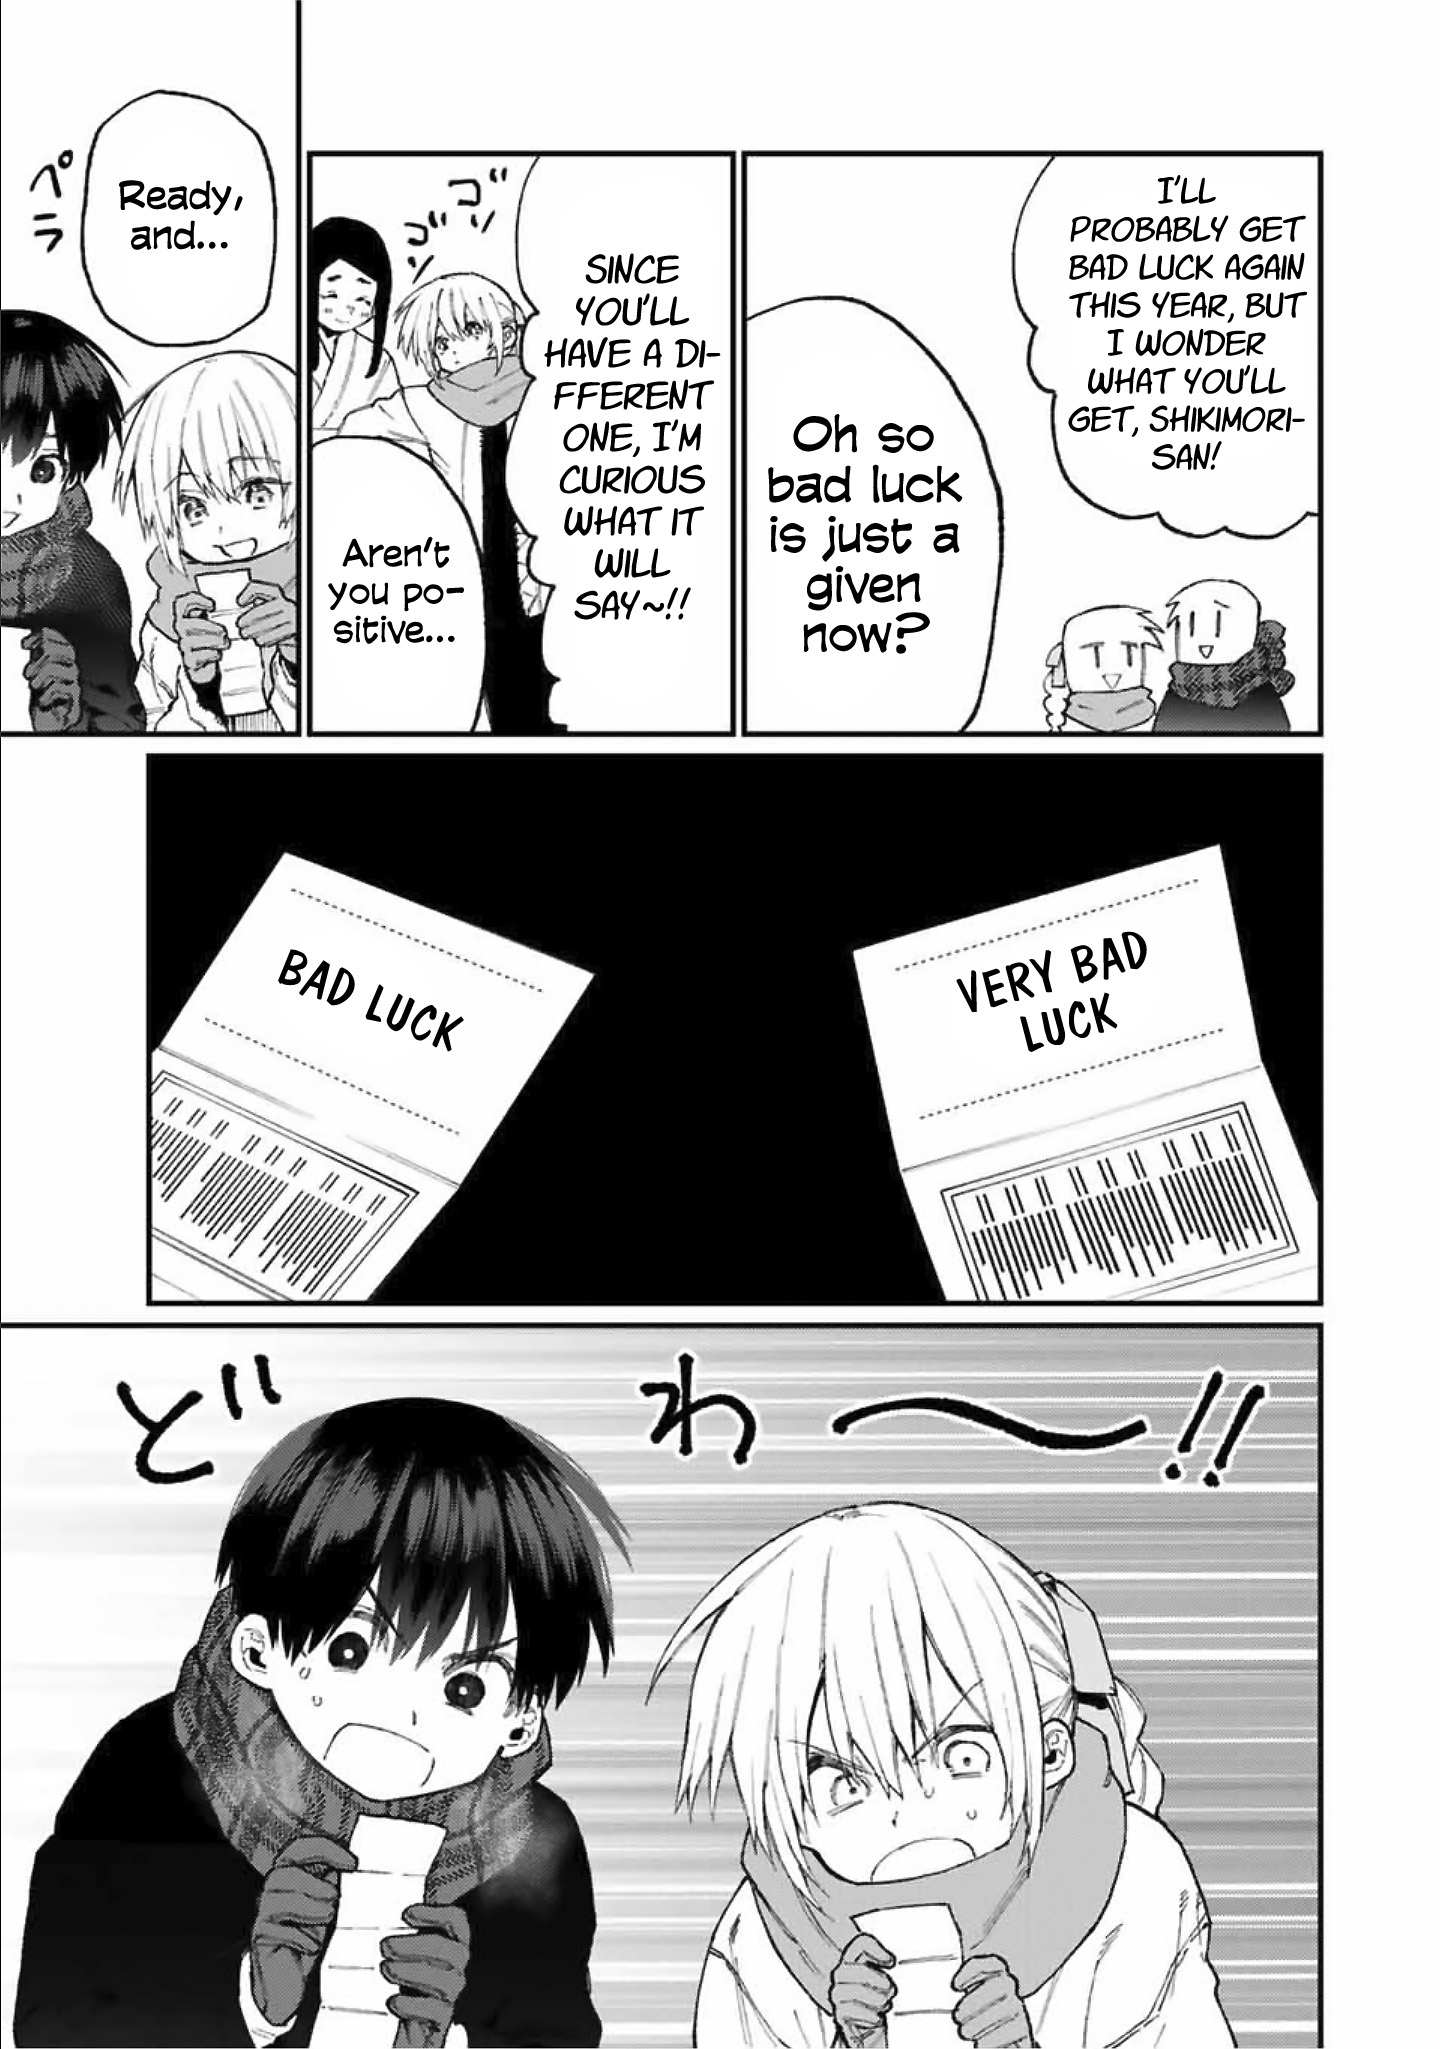 I'LL
PROBABLY GET
BAD LUCK AGAIN
THIS YEAR, BUT
I WONDER
WHAT YOU'LL
GET, SHIKIMORI-
SAN!
Oh so
bad luck
is just a
given
now?
SINCE
YOU'LL
HAVE A DI-
FFERENT
ONE, I'M
CURIOUS
WHAT IT
WILL
SAY~!!
ゴソ
ゴソ
Aren't
you po-
sitive...
Ready,
and...
ペラ
VERY BAD
LUCK
BAD LUCK
どわ〜!!